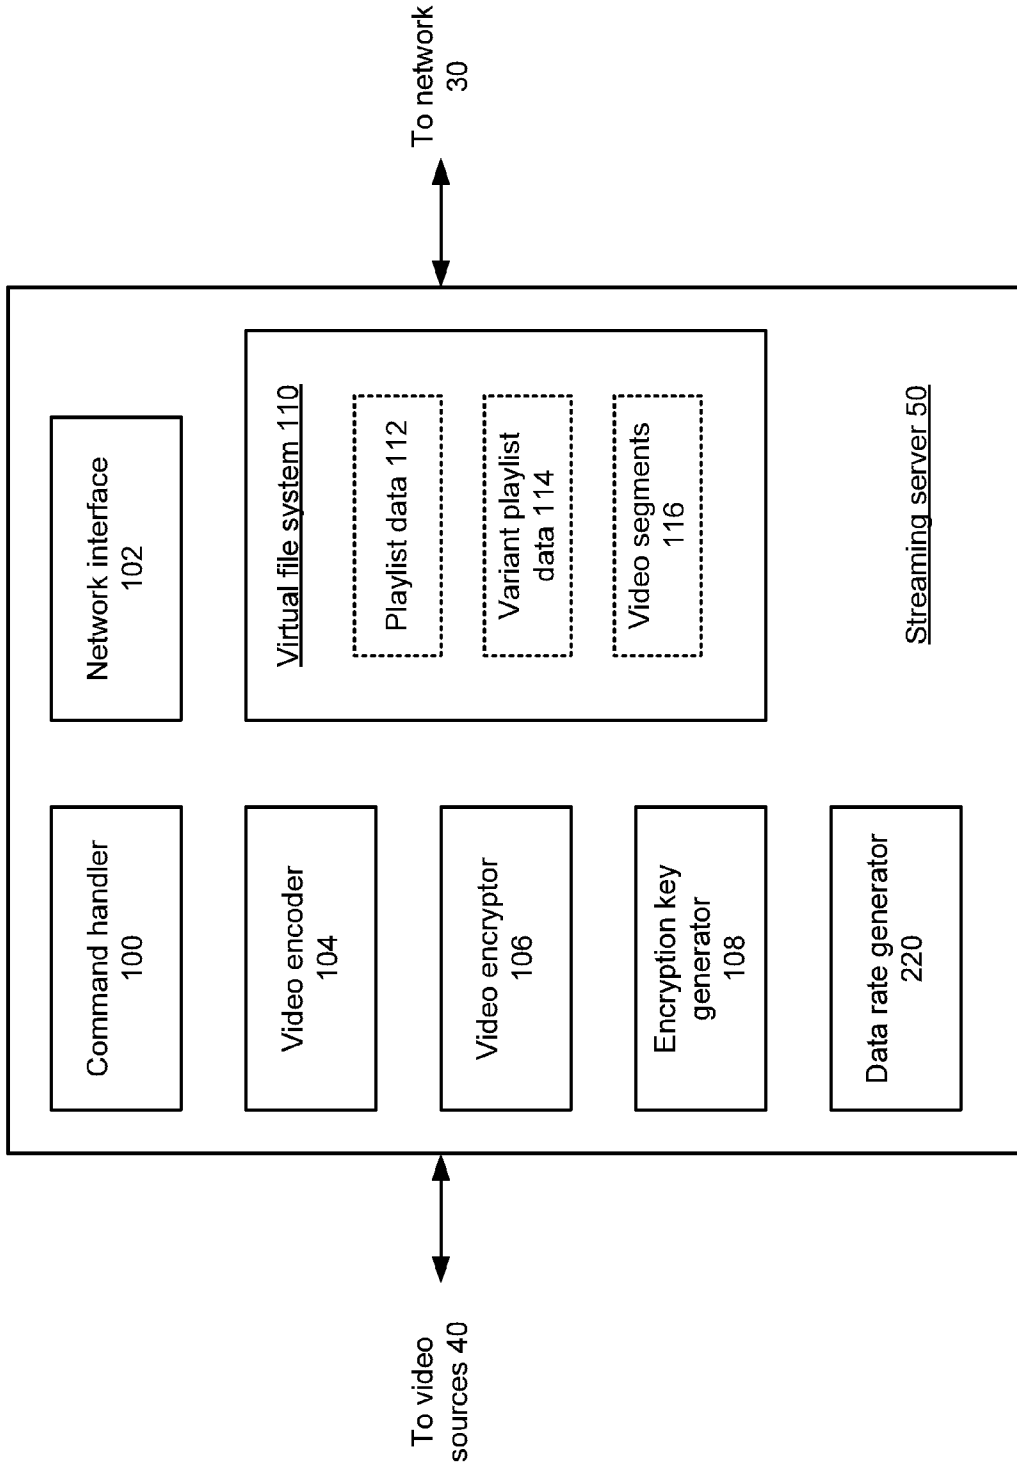 To video
sources 40
Command handler
100
Video encoder
104
Video encryptor
106
Encryption key
generator
108
Data rate generator
220
Network interface
102
Virtual file system 110
Playlist data 112
Variant playlist
data 114
Video segments
116
Streaming server 50
To network
30